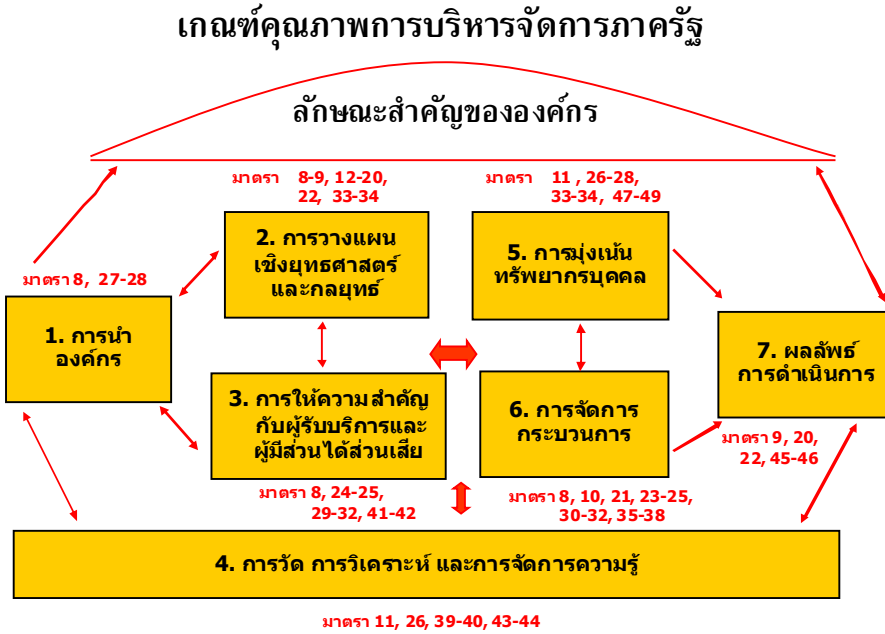 เกณฑ์คุณภาพการบริหารจัดการภาครัฐ
ลักษณะสำคัญขององค์กร
มาตรา 8-9, 12-20,
22, 33-34
มาตรา 11 , 26-28,
33-34, 47-49
2. การวางแผน
เชิงยุทธศาสตร์
และกลยุทธ์
5. การมุ่งเน้น
ทรัพยากรบุคคล
มาตรา 8, 27-28
1. การนำ
องค์กร
7. ผลลัพธ์
การดำเนินการ
3. การให้ความสำคัญ
กับผู้รับบริการและ
ผู้มีส่วนได้ส่วนเสีย
6. การจัดการ
กระบวนการ
มาตรา 9, 20,
22, 45-46
มาตรา 8, 24-25,
29-32, 41-42
มาตรา 8, 10, 21, 23-25,
30-32, 35-38
4. การวัด การวิเคราะห์ และการจัดการความรู้
มาตรา 11, 26, 39-40, 43-44